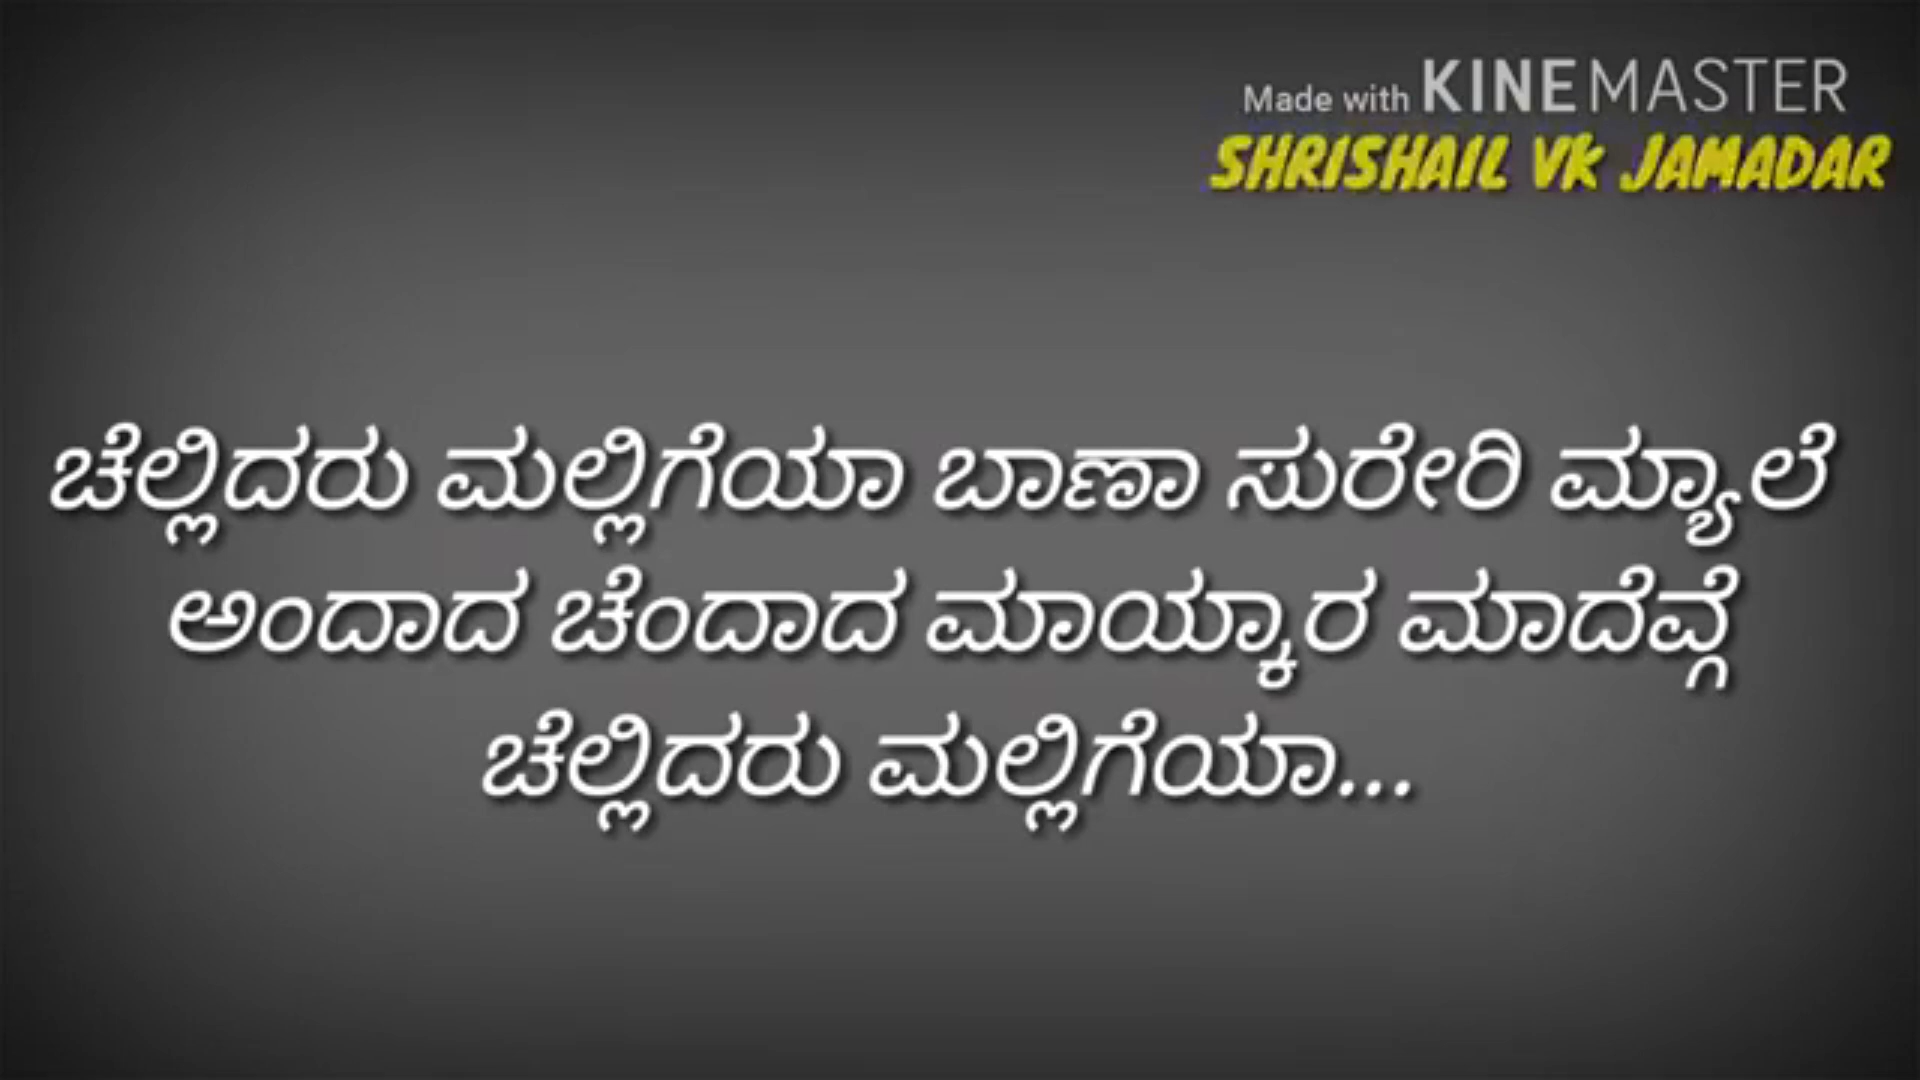 Made with KINEMASTER
SHRISHAIL VK JAMADAR
ಚೆಲ್ಲಿದರು ಮಲ್ಲಿಗೆಯಾ ಬಾಣಾ ಸುರೇರಿ ಮ್ಯಾಲೆ
ಅಂದಾದ ಚೆಂದಾದ ಮಾಯ್ಕಾರ ಮಾದೆವ್ಗೆ
ಚೆಲ್ಲಿದರು ಮಲ್ಲಿಗೆಯಾ...